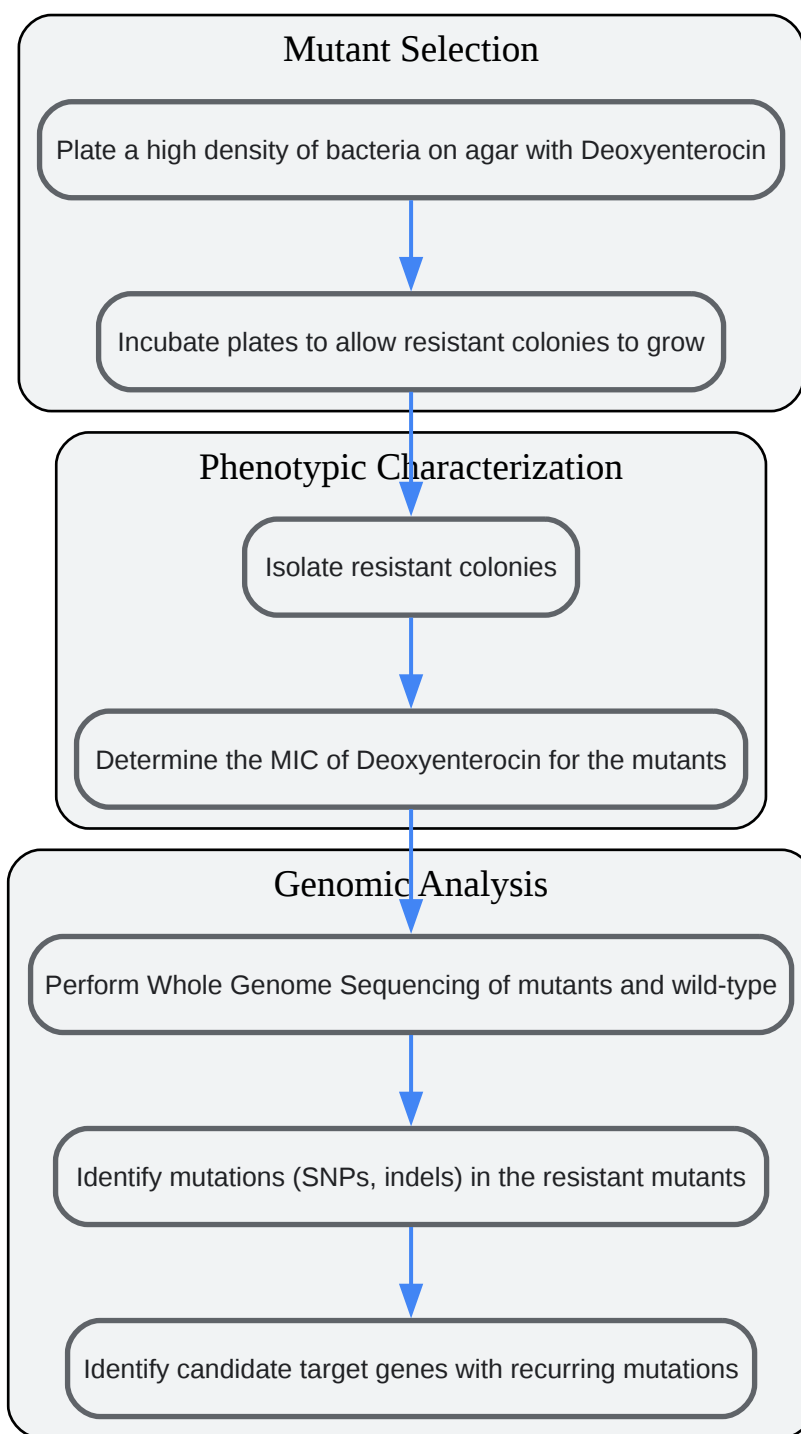 Mutant Selection
Plate a high density of bacteria on agar with Deoxyenterocin
Incubate plates to allow resistant colonies to grow
Phenotypic Characterization
Isolate resistant colonies
Determine the MIC of Deoxyenterocin for the mutants
Genomic Analysis
Perform Whole Genome Sequencing of mutants and wild-type
Identify mutations (SNPs, indels) in the resistant mutants
Identify candidate target genes with recurring mutations